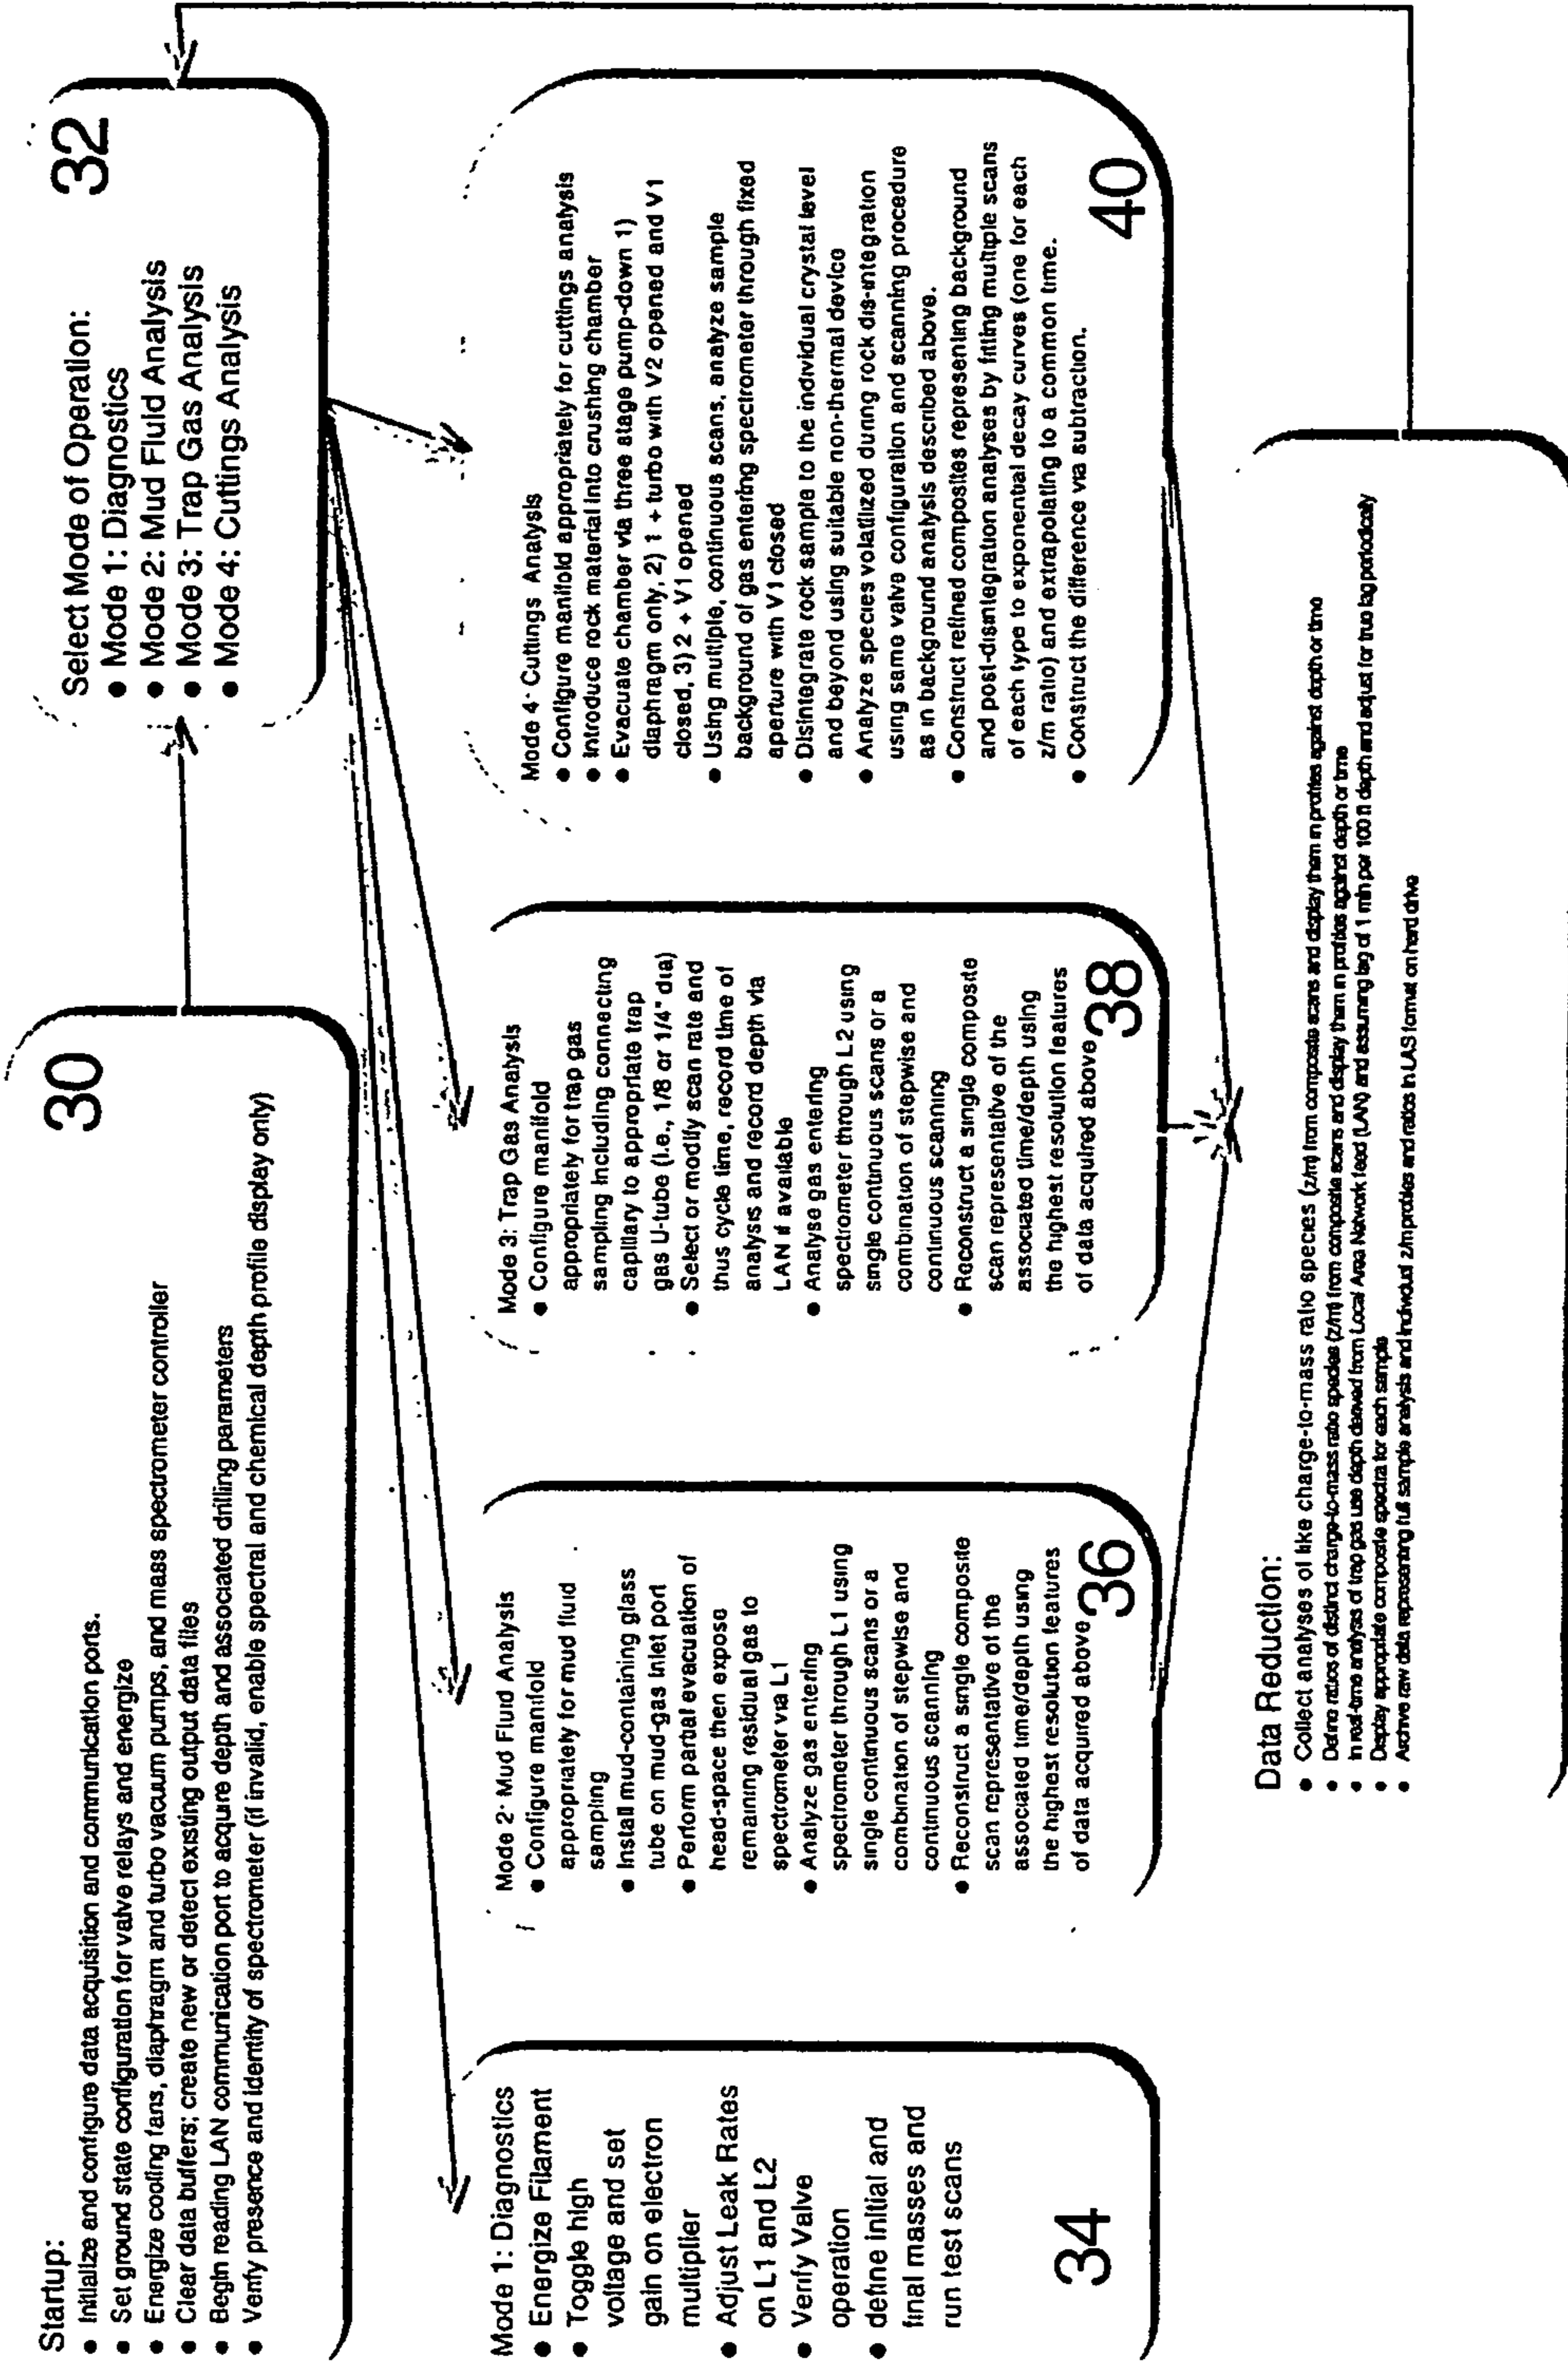 Startup:
● Initialize and configure data acquisition and communication ports.
● Set ground state configuration for valve relays and energize
● Energize cooling fans, diaphragm and turbo vacuum pumps, and mass spectrometer controller
● Clear data buffers; create new or detect existing output data files
● Begin reading LAN communication port to acquire depth and associated drilling parameters
● Verify presence and identity of spectrometer (if invalid, enable spectral and chemical depth profile display only)
30
Select Mode of Operation:
● Mode 1: Diagnostics
● Mode 2: Mud Fluid Analysis
● Mode 3: Trap Gas Analysis
● Mode 4: Cuttings Analysis
32
Mode 1: Diagnostics
● Energize Filament
● Toggle high
voltage and set
gain on electron
multiplier
● Adjust Leak Rates
on L1 and L2
● Verify Valve
operation
● define initial and
final masses and
run test scans
34
Mode 2: Mud Fluid Analysis
● Configure manifold
appropriately for mud fluid
sampling
● Install mud-containing glass
tube on mud-gas inlet port
● Perform partial evacuation of
head-space then expose
remaining residual gas to
spectrometer via L1
● Analyze gas entering
spectrometer through L1 using
single continuous scans or a
combination of stepwise and
continuous scanning
● Reconstruct a single composite
scan representative of the
associated time/depth using
the highest resolution features
of data acquired above
36
Mode 3: Trap Gas Analysis
● Configure manifold
appropriately for trap gas
sampling including connecting
capillary to appropriate trap
gas U-tube (i.e., 1/8 or 1/4" dia)
● Select or modify scan rate and
thus cycle time, record time of
analysis and record depth via
LAN if available
● Analyse gas entering
spectrometer through L2 using
single continuous scans or a
combination of stepwise and
continuous scanning
● Reconstruct a single composite
scan representative of the
associated time/depth using
the highest resolution features
of data acquired above
38
Mode 4: Cuttings Analysis
● Configure manifold appropriately for cuttings analysis
● Introduce rock material into crushing chamber
● Evacuate chamber via three stage pump-down 1)
diaphragm only, 2) 1 + turbo with V2 opened and V1
closed, 3) 2 + V1 opened
● Using multiple, continuous scans, analyze sample
background of gas entering spectrometer through fixed
aperture with V1 closed
● Disintegrate rock sample to the individual crystal level
and beyond using suitable non-thermal device
● Analyze species volatilized during rock dis-integration
using same valve configuration and scanning procedure
as in background analysis described above.
● Construct refined composites representing background
and post-disintegration analyses by fitting multiple scans
of each type to exponential decay curves (one for each
z/m ratio) and extrapolating to a common time.
● Construct the difference via subtraction.
40
Data Reduction:
● Collect analyses of like charge-to-mass ratio species (z/m) from composite scans and display them in profiles against depth or time
● Define ratios of distinct charge-to-mass ratio species (z/m) from composite scans and display them in profiles against depth or time
● In real-time analysis of trap gas use depth derived from Local Area Network feed (LAN) and assuming lag of 1 min per 100 ft depth and adjust for true lag periodically
● Display appropriate composite spectra for each sample
● Archive raw data representing full sample analysis and individual z/m profiles and ratios in LAS format on hard drive